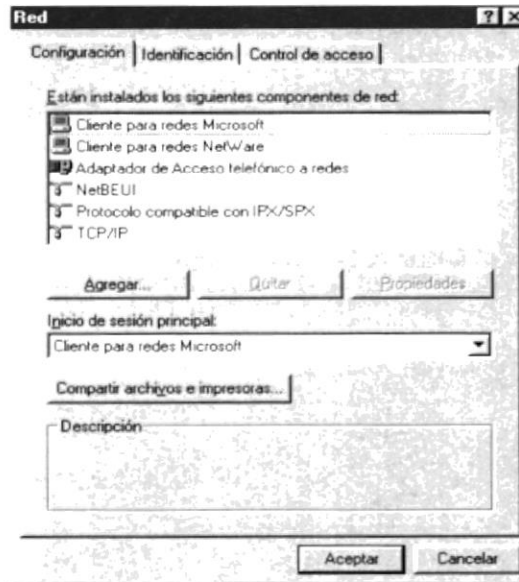 Red
Configuración Identificación Control de acceso
Están instalados los siguientes componentes de red:
Cliente para redes Microsoft
Cliente para redes NetWare
Adaptador de Acceso telefónico a redes
NetBEUI
Protocolo compatible con IPX/SPX
TCP/IP
Agregar... Quitar Propiedades
Inicio de sesión principal:
Cliente para redes Microsoft
Compartir archivos e impresoras...
Descripción
Aceptar Cancelar